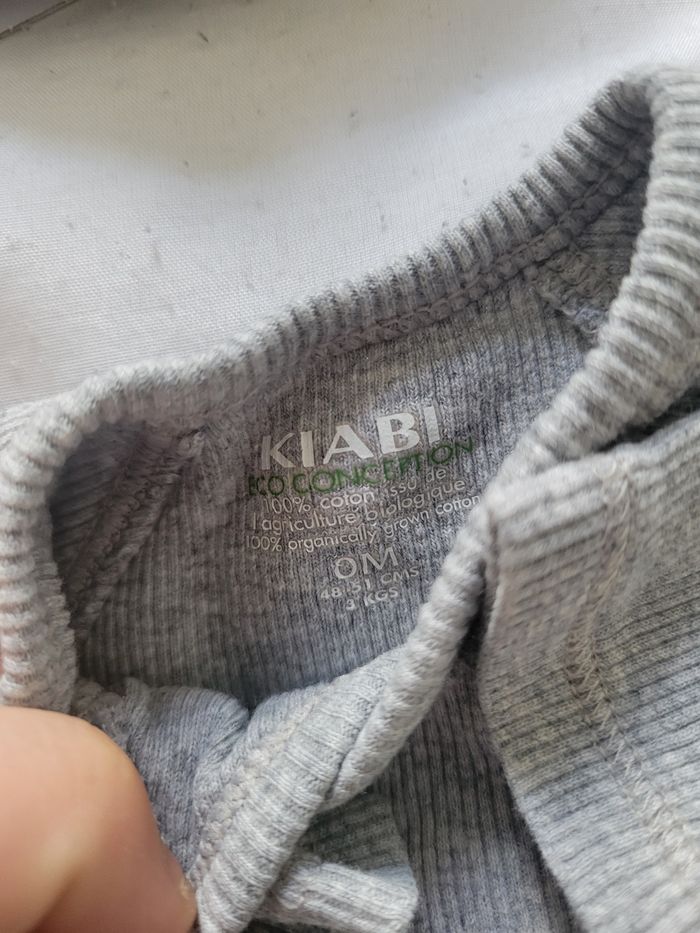 KIABI
ECO CONCEPTION
100% coton issu de
l'agriculture biologique
100% organically grown cotton
0M
48-51 CMS
3 KGS